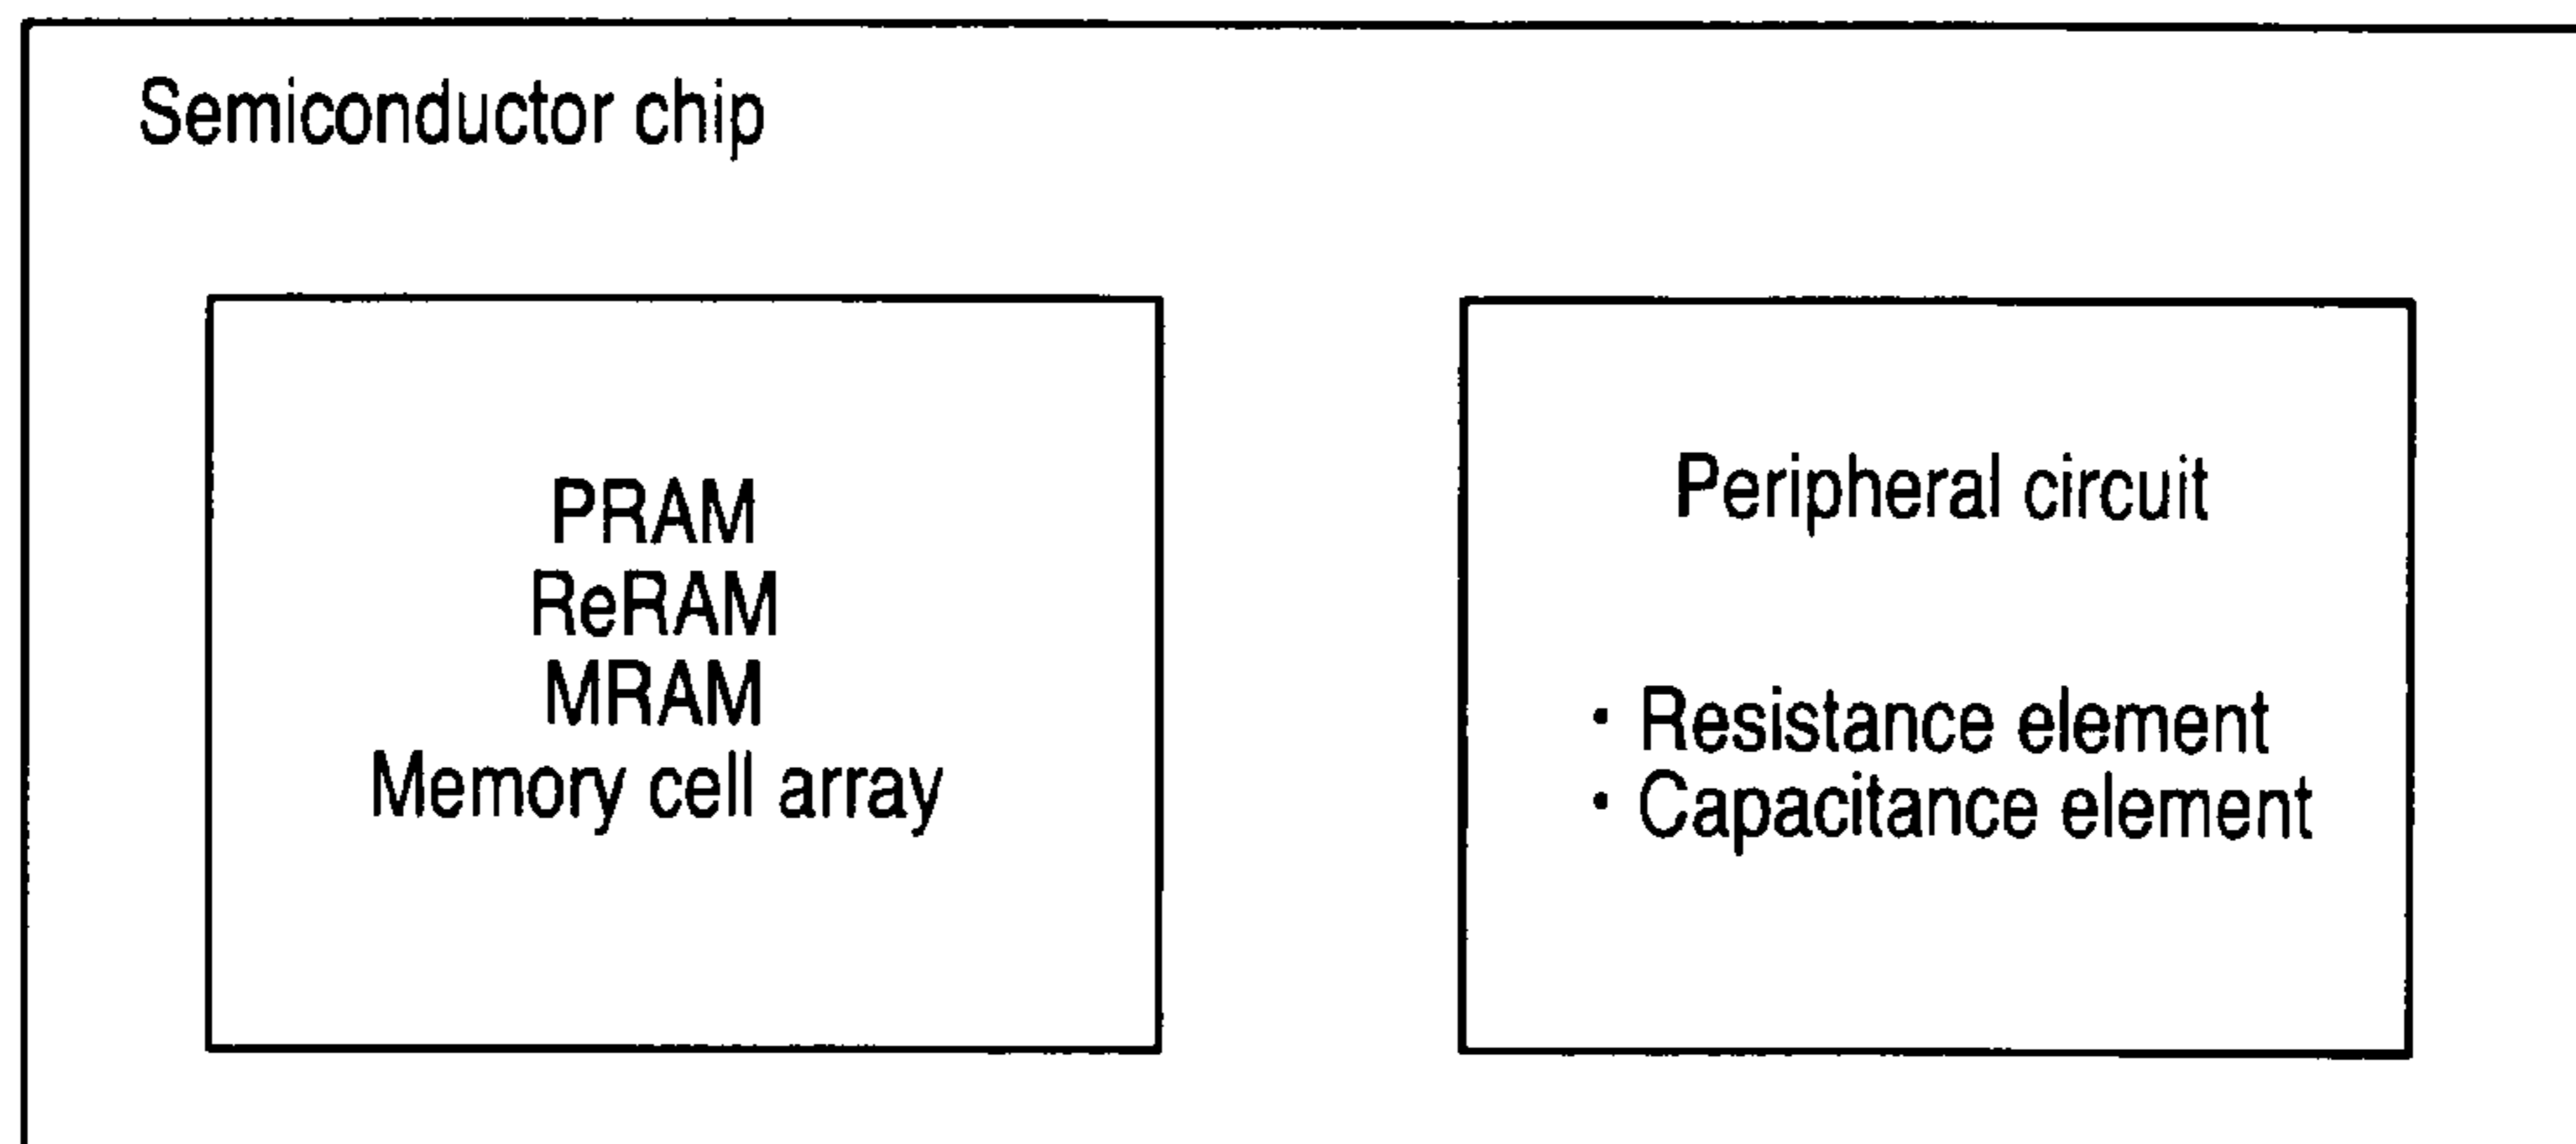 Semiconductor chip
PRAM
ReRAM
MRAM
Memory cell array
Peripheral circuit
・Resistance element
・Capacitance element